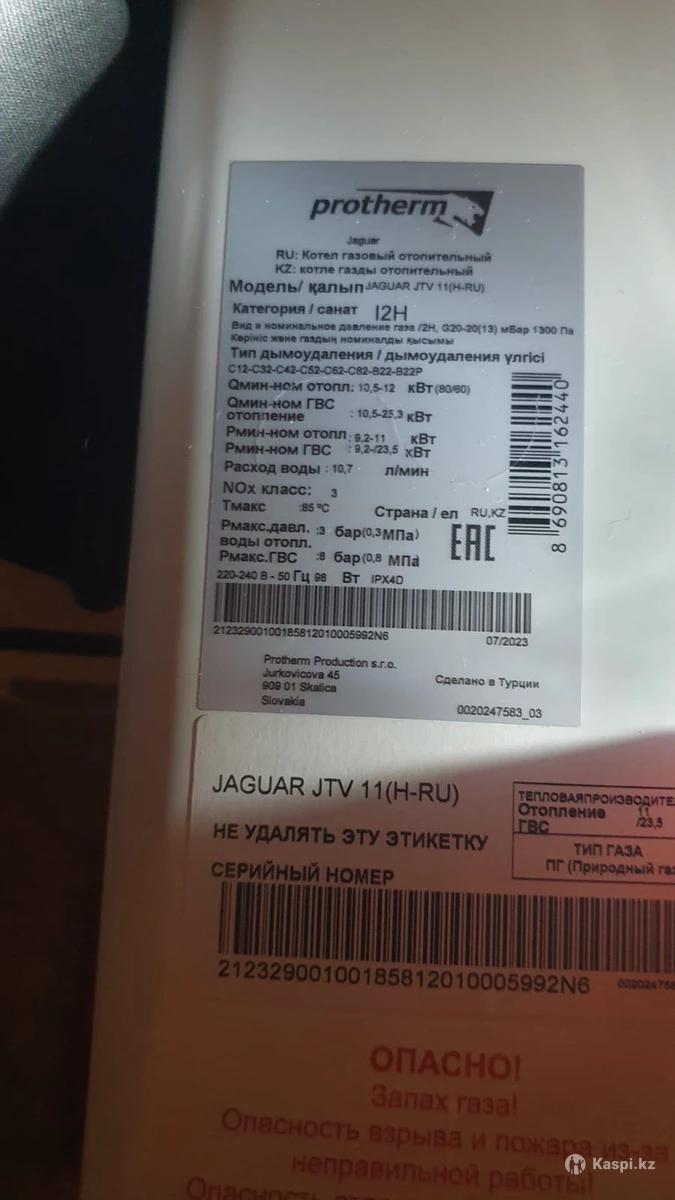 protherm
Jaguar
RU: Котел газовый отопительный
KZ: котле газды отопительный
Модель/ қалып JAGUAR JTV 11(H-RU)
Категория / санат I2H
Вид и номинальное давление газа /2H, G20-20(13) мБар 1300 Па
Көрініс және газдың номиналды қысымы
Тип дымоудаления / дымоудаления үлгісі
C12-C32-C42-C52-C62-C82-B22-B22P
Qмин-ном отопл: 10,5-12 кВт (80/60)
Qмин-ном ГВС
отопление : 10,5-25,3 кВт
Pмин-ном отопл : 9,2-11 кВт
Pмин-ном ГВС : 9,2-/23,5 кВт
Расход воды : 10,7 л/мин
NOx класс: 3
Тмакс :85 °C Страна / ел RU,KZ
Pмакс.давл. :3 бар(0,3МПа)
воды отопл.
Pмакс.ГВС :8 бар(0,8 МПа
EAC
220-240 В - 50 Гц 98 Вт IPX4D
8 690813 162440
21232900100185812010005992N6
07/2023
Protherm Production s.r.o.
Jurkovicova 45
909 01 Skalica
Slovakia
Сделано в Турции
0020247583_03
JAGUAR JTV 11(H-RU)
НЕ УДАЛЯТЬ ЭТУ ЭТИКЕТКУ
СЕРИЙНЫЙ НОМЕР
ТЕПЛОВАЯПРОИЗВОДИТЕ
Отопление 11
ГВС /23,5
ТИП ГАЗА
ПГ (Природный га
21232900100185812010005992N6
ОПАСНО!
Запах газа!
Опасность взрыва и пожара из-за
неправильной работы!
Kaspi.kz